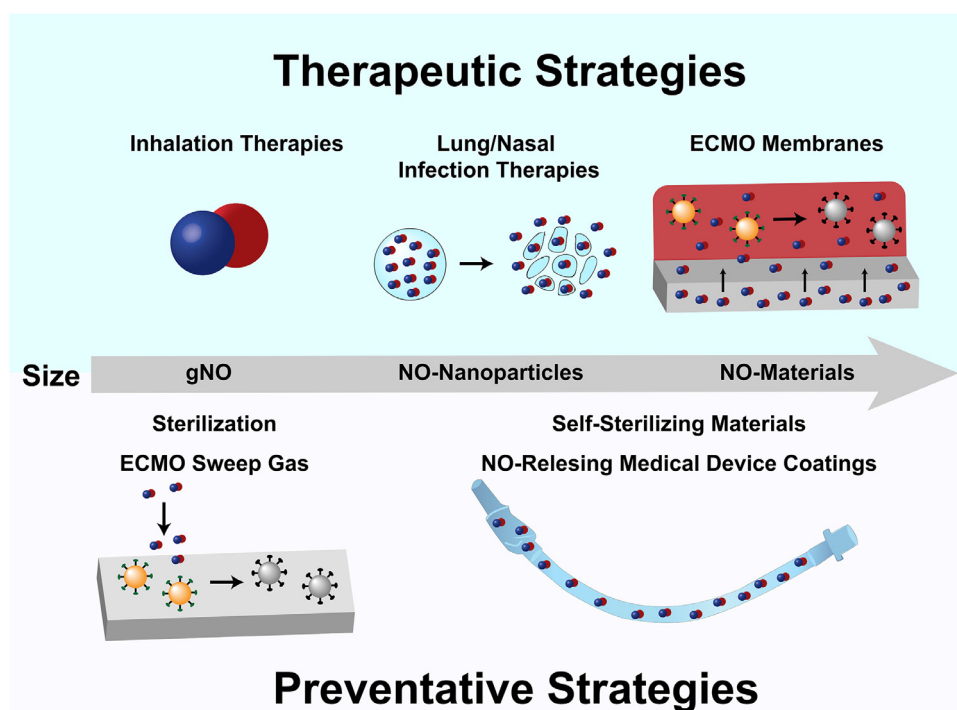 Therapeutic Strategies
Inhalation Therapies
Lung/Nasal
Infection Therapies
ECMO Membranes
Size
gNO
NO-Nanoparticles
NO-Materials
Sterilization
ECMO Sweep Gas
Self-Sterilizing Materials
NO-Relesing Medical Device Coatings
Preventative Strategies